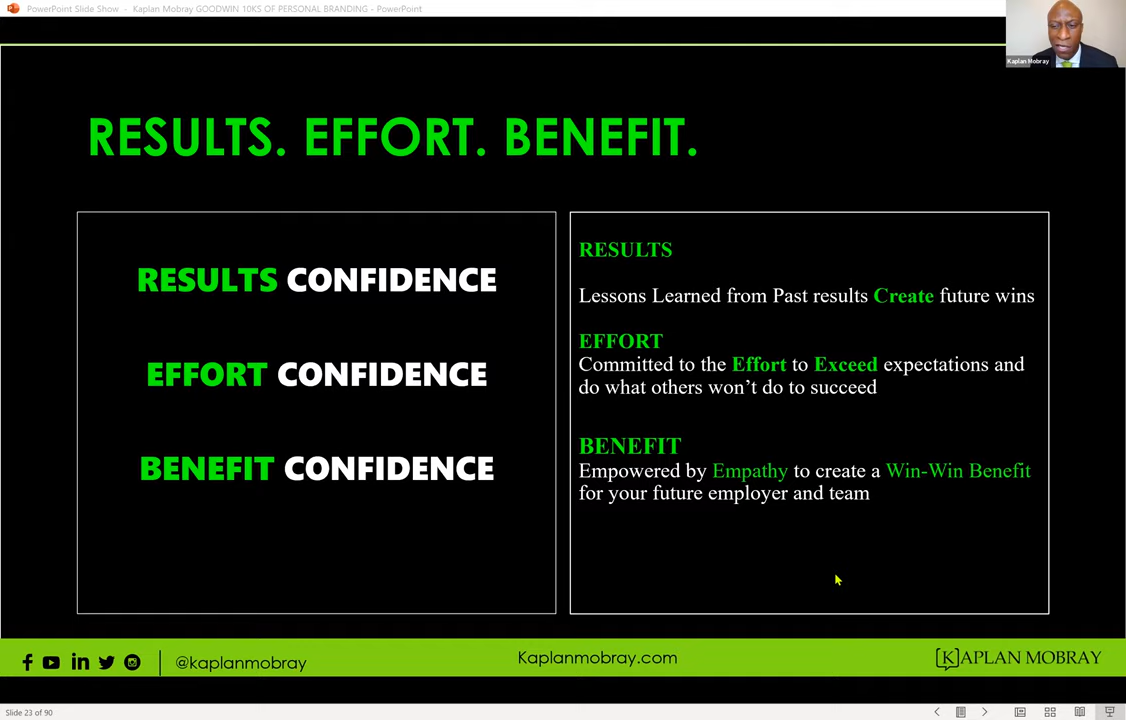 PowerPoint Slide Show - Kaplan Mobray GOODWIN 10KS OF PERSONAL BRANDING - PowerPoint
Kaplan Mobray
RESULTS. EFFORT. BENEFIT.
RESULTS CONFIDENCE
EFFORT CONFIDENCE
BENEFIT CONFIDENCE
RESULTS
Lessons Learned from Past results Create future wins
EFFORT
Committed to the Effort to Exceed expectations and
do what others won’t do to succeed
BENEFIT
Empowered by Empathy to create a Win-Win Benefit
for your future employer and team
@kaplanmobray
Kaplanmobray.com
[K]APLAN MOBRAY
Slide 23 of 90